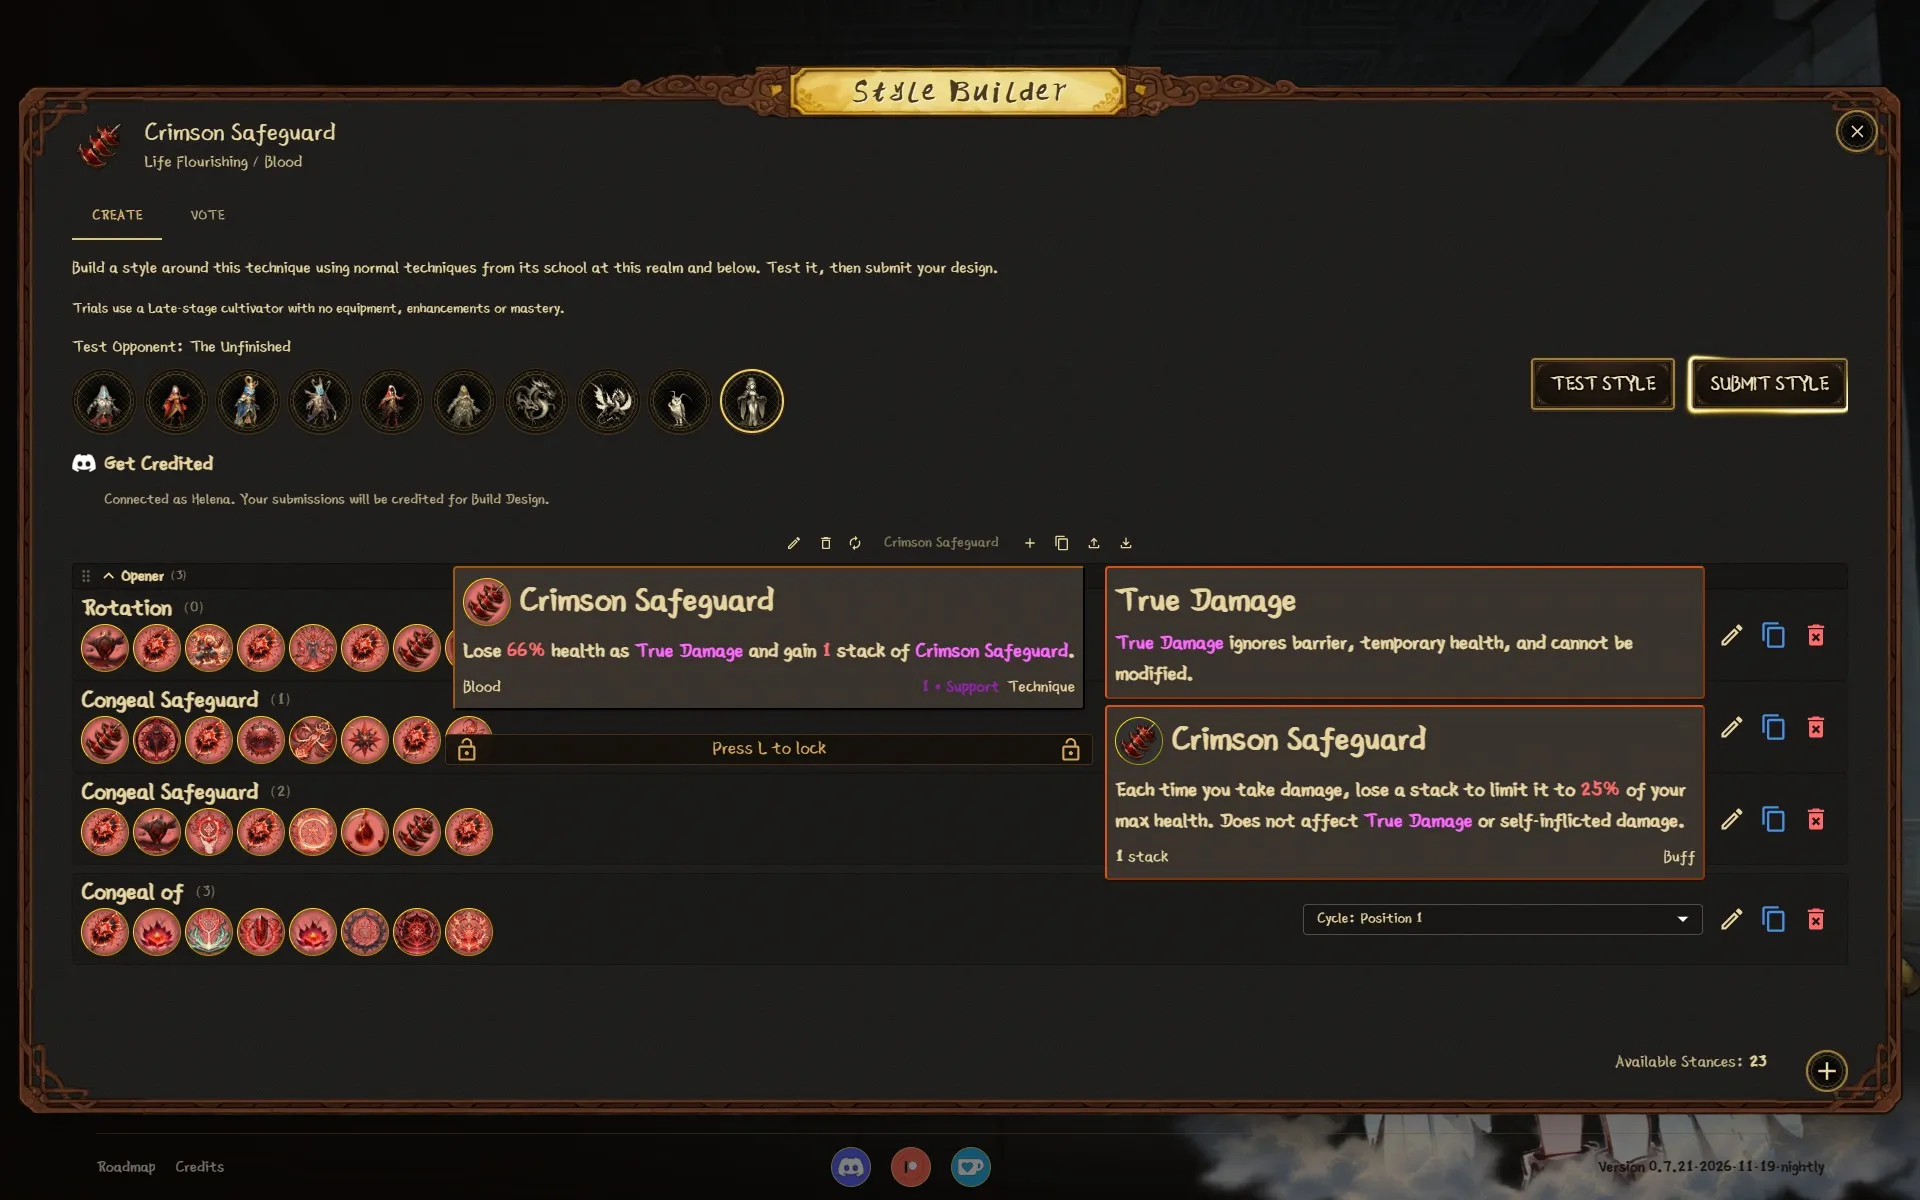 Style Builder
Crimson Safeguard
Life Flourishing / Blood
CREATE
VOTE
Build a style around this technique using normal techniques from its school at this realm and below. Test it, then submit your design.
Trials use a Late-stage cultivator with no equipment, enhancements or mastery.
Test Opponent: The Unfinished
TEST STYLE
SUBMIT STYLE
Get Credited
Connected as Helena. Your submissions will be credited for Build Design.
Crimson Safeguard
Opener (3)
Rotation (0)
Congeal Safeguard (1)
Congeal Safeguard (2)
Congeal of (3)
Crimson Safeguard
Lose 66% health as True Damage and gain 1 stack of Crimson Safeguard.
Blood
1 • Support Technique
Press L to lock
True Damage
True Damage ignores barrier, temporary health, and cannot be
modified.
Crimson Safeguard
Each time you take damage, lose a stack to limit it to 25% of your
max health. Does not affect True Damage or self-inflicted damage.
1 stack
Buff
Cycle: Position 1
Available Stances: 23
Roadmap
Credits
Version 0.7.21-2026-11-19-nightly